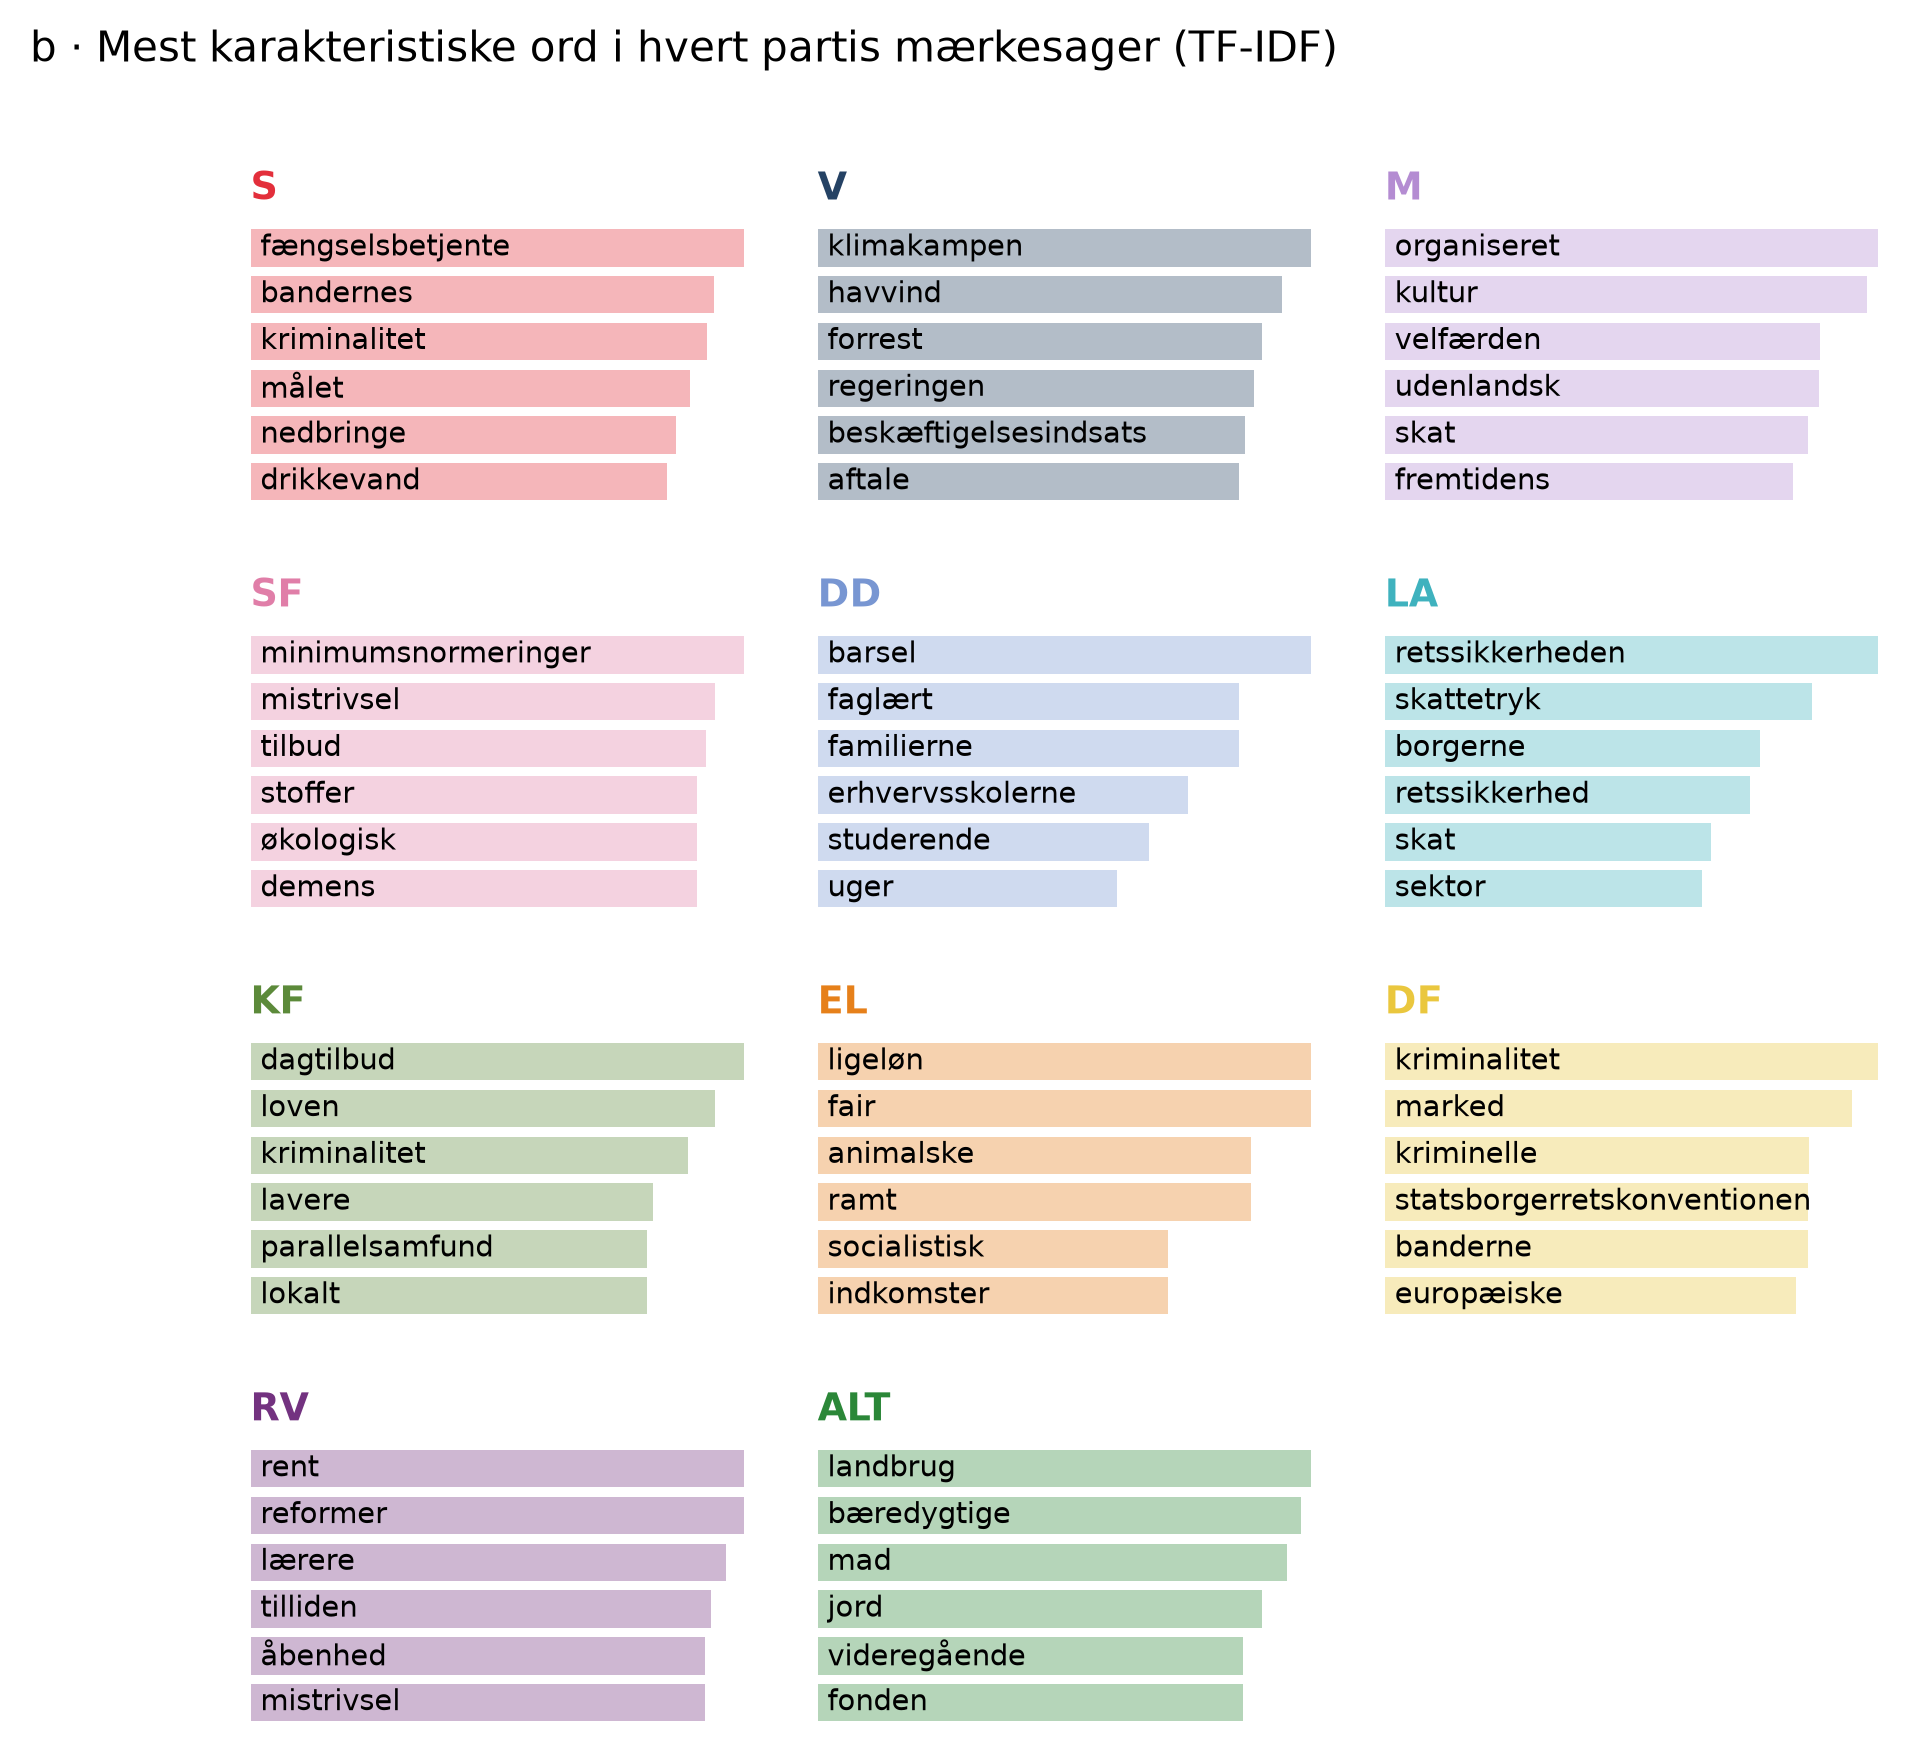 b · Mest karakteristiske ord i hvert partis mærkesager (TF-IDF)
S
fængselsbetjente
bandernes
kriminalitet
målet
nedbringe
drikkevand
V
klimakampen
havvind
forrest
regeringen
beskæftigelsesindsats
aftale
M
organiseret
kultur
velfærden
udenlandsk
skat
fremtidens
SF
minimumsnormeringer
mistrivsel
tilbud
stoffer
økologisk
demens
DD
barsel
faglært
familierne
erhvervsskolerne
studerende
uger
LA
retssikkerheden
skattetryk
borgerne
retssikkerhed
skat
sektor
KF
dagtilbud
loven
kriminalitet
lavere
parallelsamfund
lokalt
EL
ligeløn
fair
animalske
ramt
socialistisk
indkomster
DF
kriminalitet
marked
kriminelle
statsborgerretskonventionen
banderne
europæiske
RV
rent
reformer
lærere
tilliden
åbenhed
mistrivsel
ALT
landbrug
bæredygtige
mad
jord
videregående
fonden